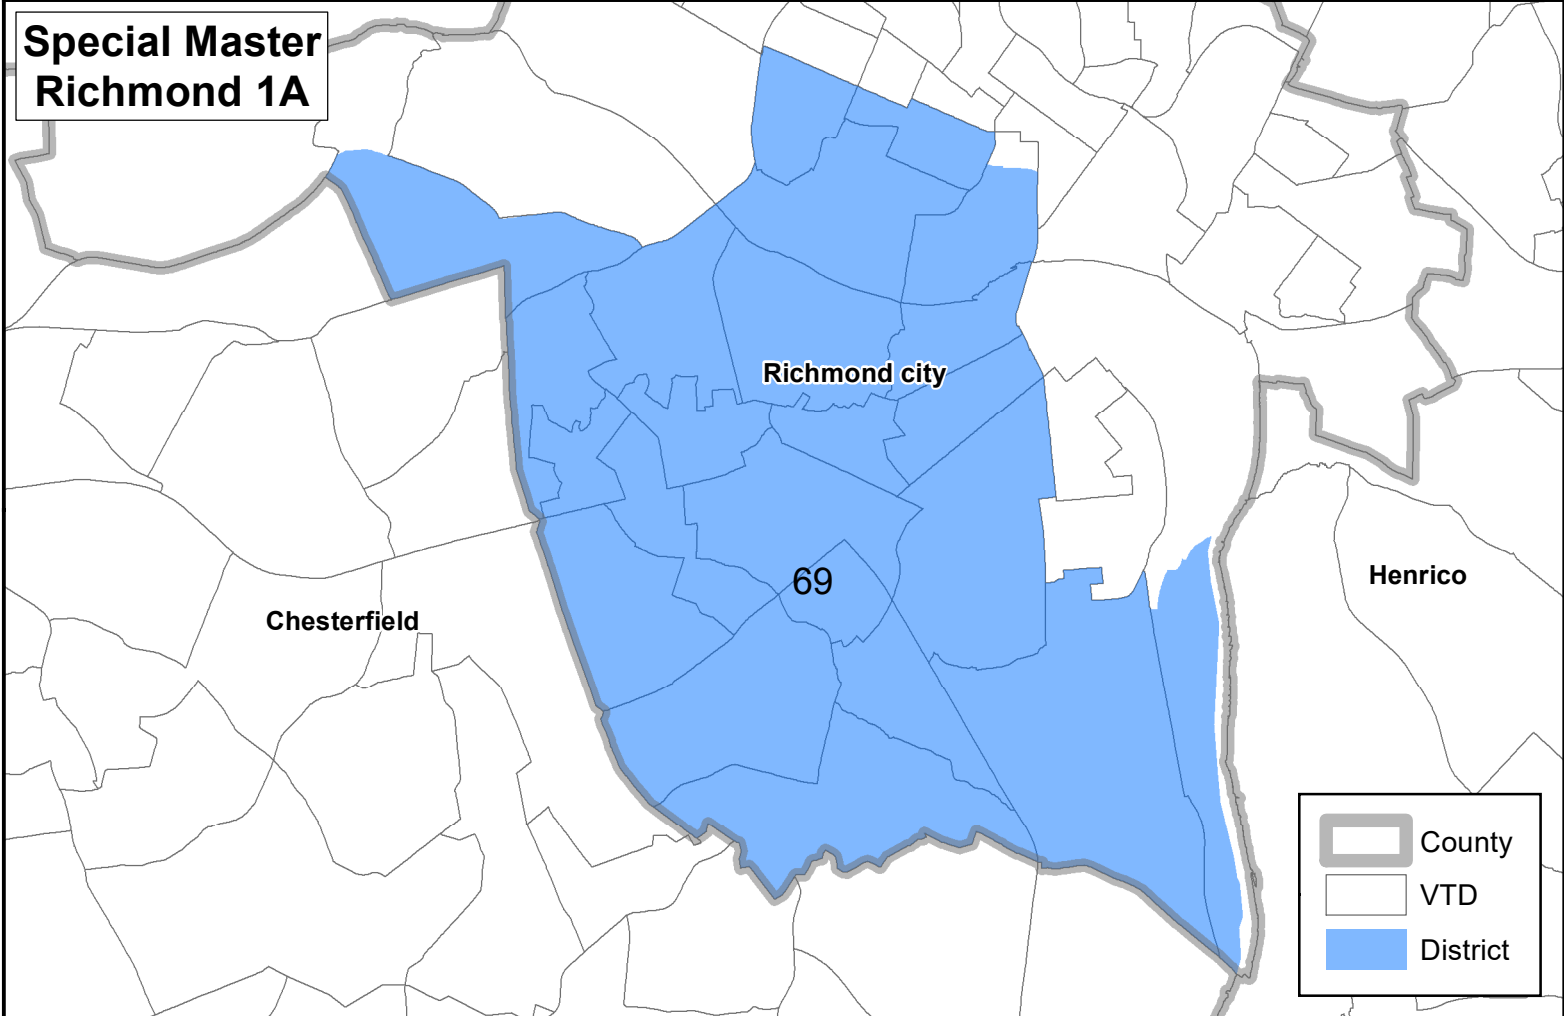 Special Master
Richmond 1A
Richmond city
69
Henrico
Chesterfield
County
VTD
District